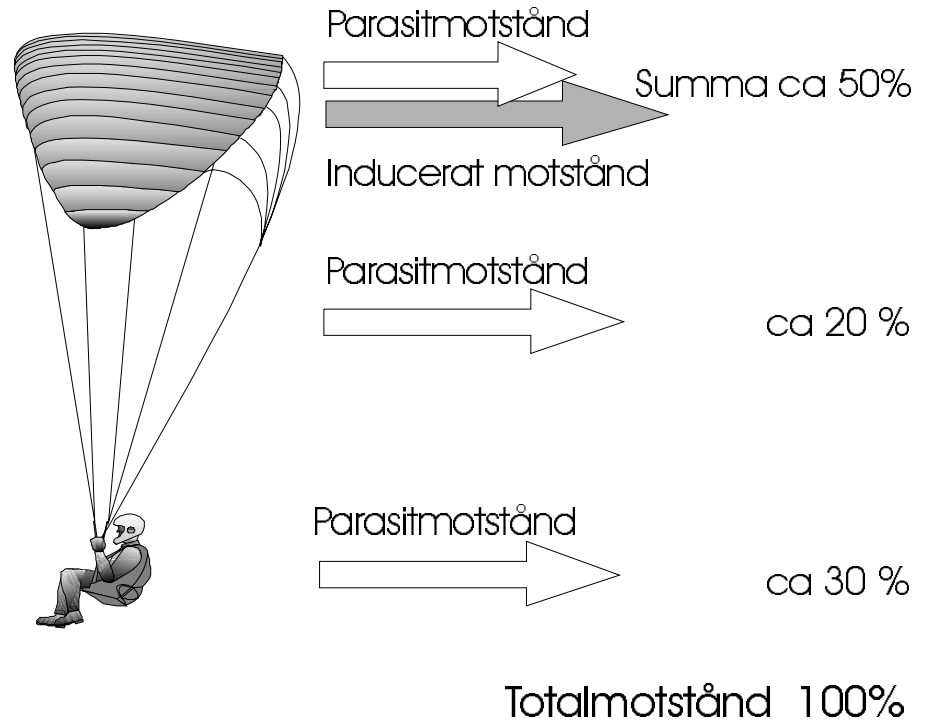 Parasitmotstånd
Summa ca 50%
Inducerat motstånd
Parasitmotstånd
ca 20 %
Parasitmotstånd
ca 30 %
Totalmotstånd 100%